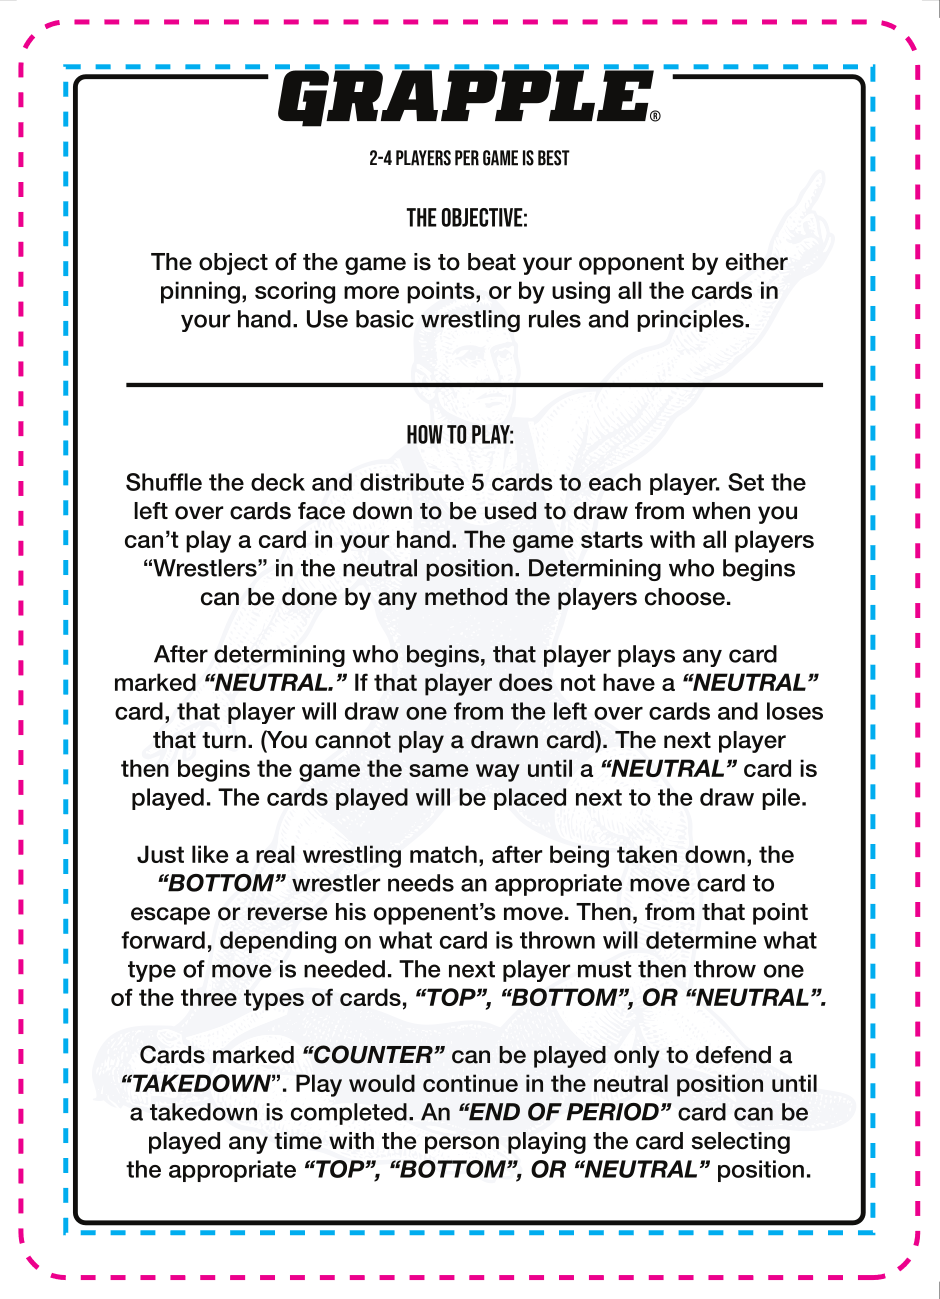 GRAPPLE®
2-4 PLAYERS PER GAME IS BEST
THE OBJECTIVE:
The object of the game is to beat your opponent by either
pinning, scoring more points, or by using all the cards in
your hand. Use basic wrestling rules and principles.
HOW TO PLAY:
Shuffle the deck and distribute 5 cards to each player. Set the
left over cards face down to be used to draw from when you
can’t play a card in your hand. The game starts with all players
“Wrestlers” in the neutral position. Determining who begins
can be done by any method the players choose.
After determining who begins, that player plays any card
marked “NEUTRAL.” If that player does not have a “NEUTRAL”
card, that player will draw one from the left over cards and loses
that turn. (You cannot play a drawn card). The next player
then begins the game the same way until a “NEUTRAL” card is
played. The cards played will be placed next to the draw pile.
Just like a real wrestling match, after being taken down, the
“BOTTOM” wrestler needs an appropriate move card to
escape or reverse his oppenent’s move. Then, from that point
forward, depending on what card is thrown will determine what
type of move is needed. The next player must then throw one
of the three types of cards, “TOP”, “BOTTOM”, OR “NEUTRAL”.
Cards marked “COUNTER” can be played only to defend a
“TAKEDOWN”. Play would continue in the neutral position until
a takedown is completed. An “END OF PERIOD” card can be
played any time with the person playing the card selecting
the appropriate “TOP”, “BOTTOM”, OR “NEUTRAL” position.